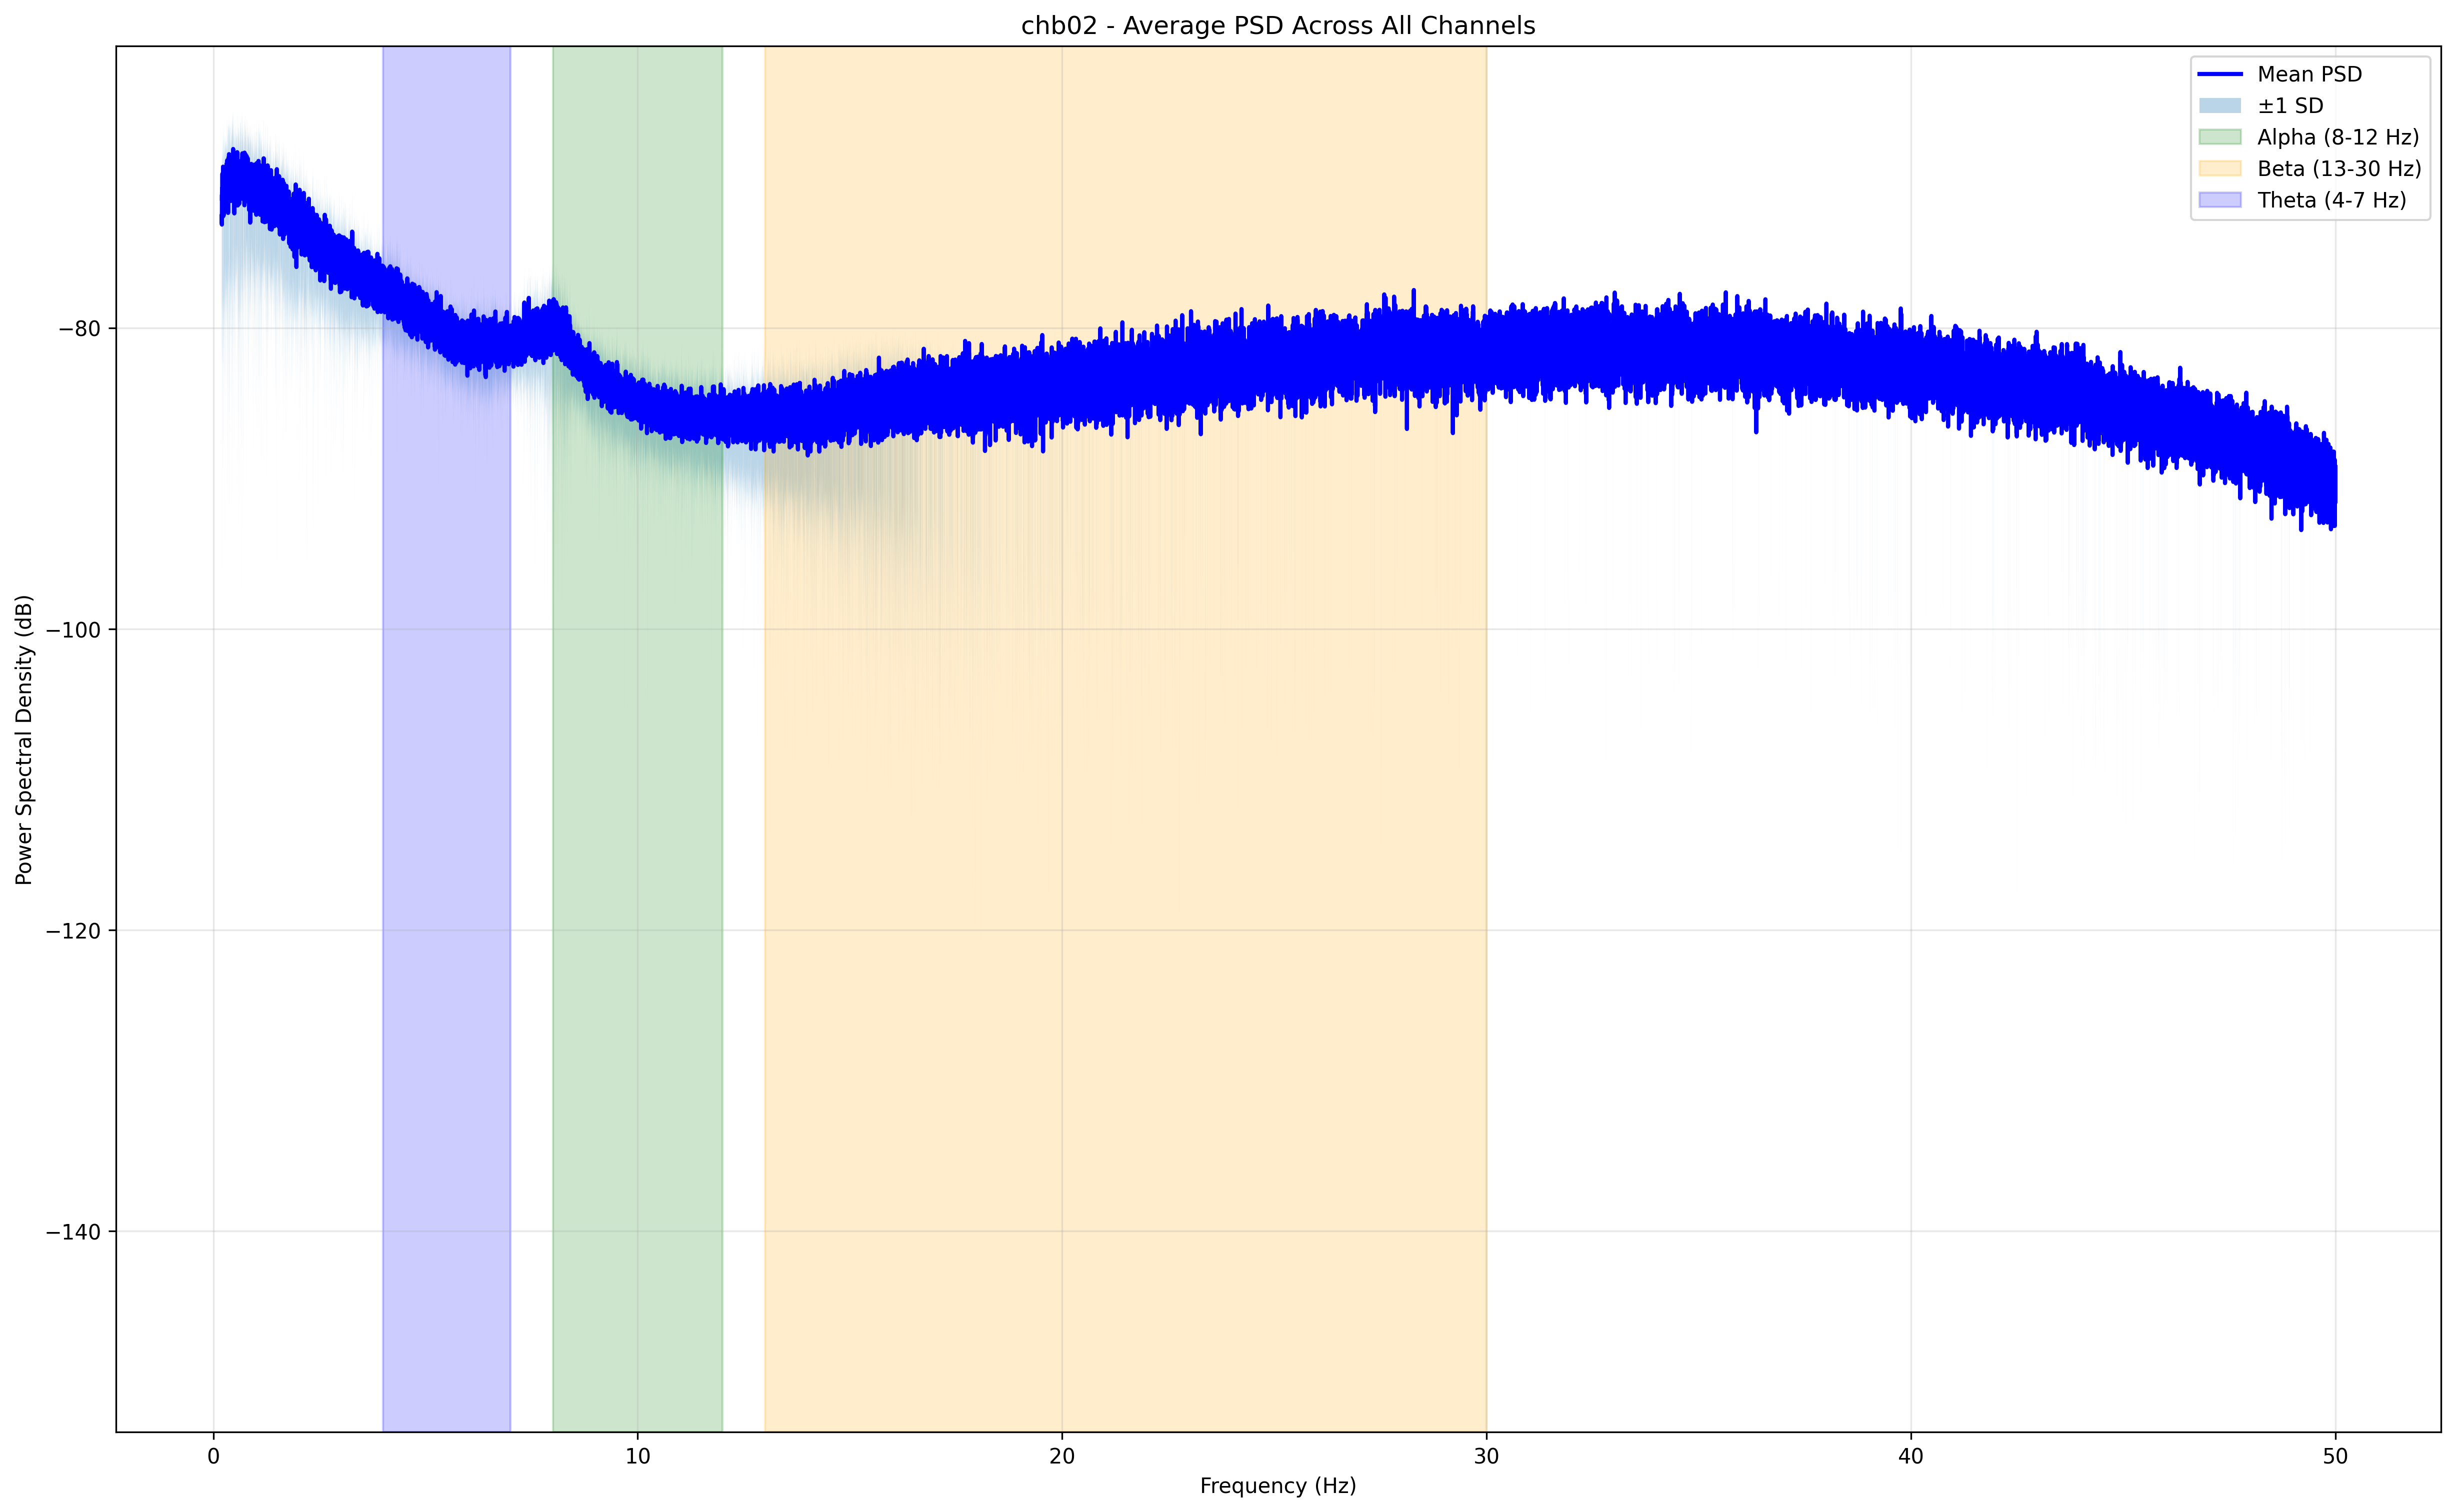 chb02 - Average PSD Across All Channels
Mean PSD
±1 SD
Alpha (8-12 Hz)
Beta (13-30 Hz)
Theta (4-7 Hz)
Power Spectral Density (dB)
−80
−100
−120
−140
0 10 20 30 40 50
Frequency (Hz)